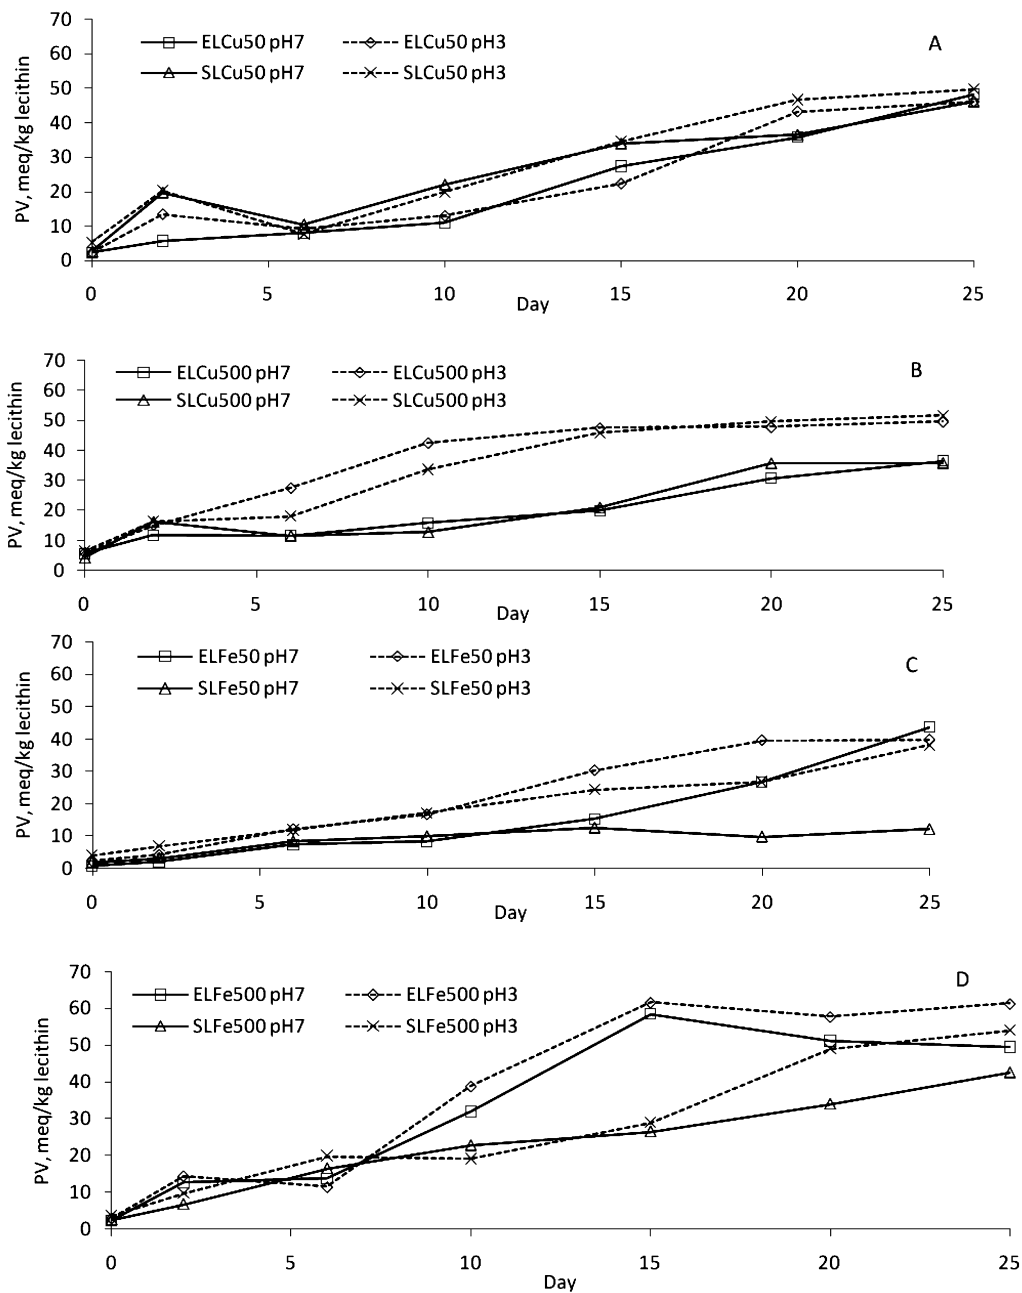 70
60
50
40
30
20
10
0
PV, meq/kg lecithin
ELCu50 pH7
ELCu50 pH3
SLCu50 pH7
SLCu50 pH3
A
0 5 10 15 20 25
Day
70
60
50
40
30
20
10
0
PV, meq/kg lecithin
ELCu500 pH7
ELCu500 pH3
SLCu500 pH7
SLCu500 pH3
B
0 5 10 15 20 25
Day
70
60
50
40
30
20
10
0
PV, meq/kg lecithin
ELFe50 pH7
ELFe50 pH3
SLFe50 pH7
SLFe50 pH3
C
0 5 10 15 20 25
Day
70
60
50
40
30
20
10
0
PV, meq/kg lecithin
ELFe500 pH7
ELFe500 pH3
SLFe500 pH7
SLFe500 pH3
D
0 5 10 15 20 25
Day